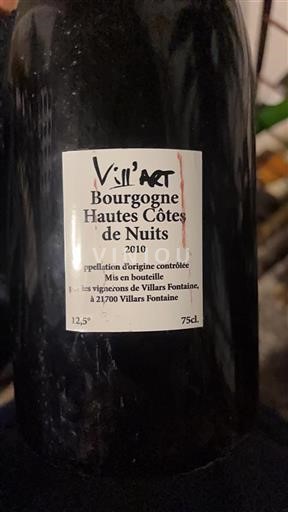 Vill'ART
Bourgogne
Hautes Côtes
de Nuits
2010
VINIOU
ppellation d'origine contrôlée
Mis en bouteille
les vignerons de Villars Fontaine,
à 21700 Villars Fontaine
12,5° 75cl.